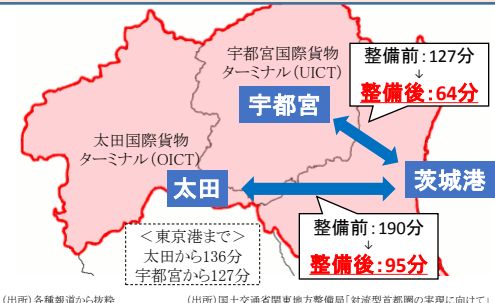 宇都宮国際貨物
ターミナル（UICT）
整備前：127分
↓
整備後：64分
宇都宮
太田国際貨物
ターミナル（OICT）
太田
茨城港
整備前：190分
↓
整備後：95分
＜東京港まで＞
太田から136分
宇都宮から127分
（出所）各種報道から抜粋
（出所）国土交通省関東地方整備局「対流型首都圏の実現に向けて」